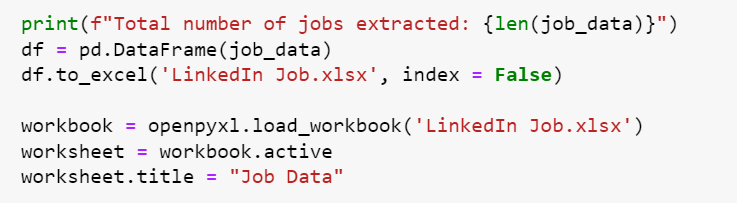 print(f"Total number of jobs extracted: {len(job_data)}")
df = pd.DataFrame(job_data)
df.to_excel('LinkedIn Job.xlsx', index = False)
workbook = openpyxl.load_workbook('LinkedIn Job.xlsx')
worksheet = workbook.active
worksheet.title = "Job Data"